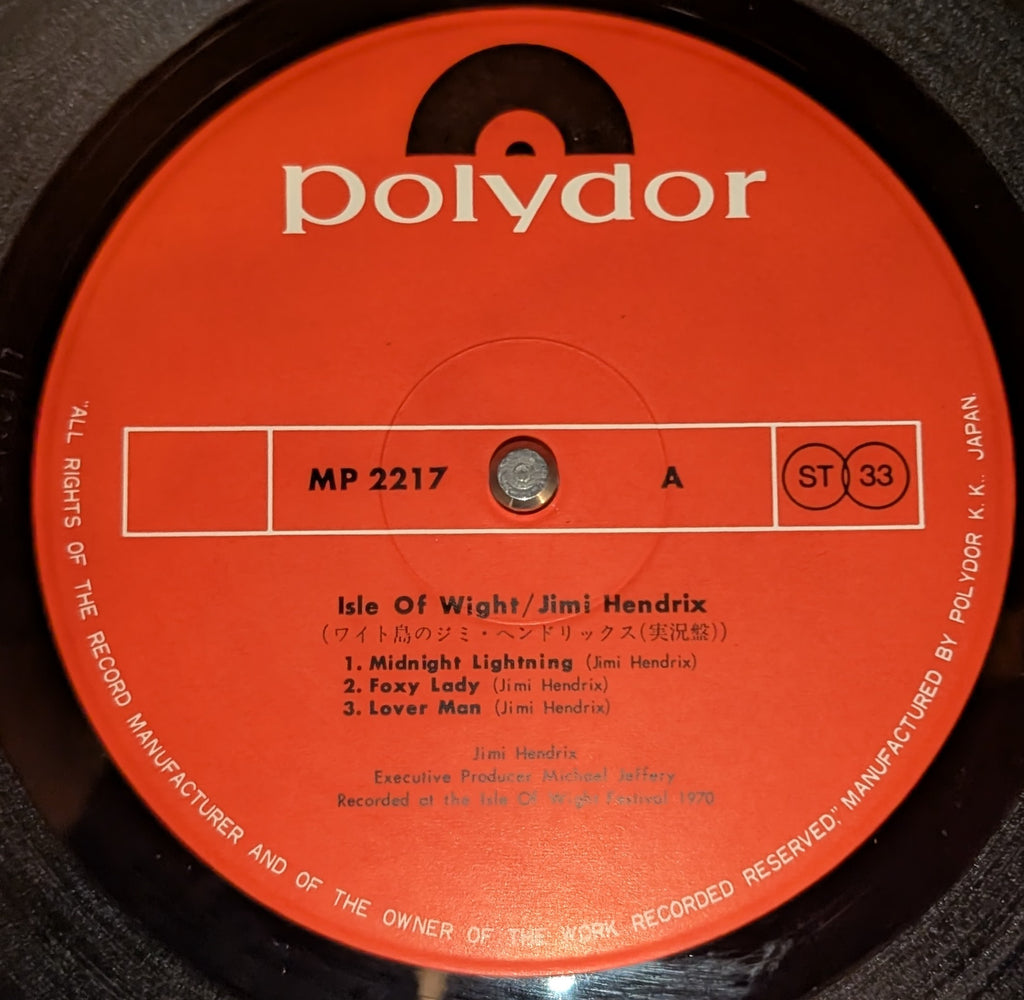 polydor
MP 2217 A ST 33
Isle Of Wight/Jimi Hendrix
(ワイト島のジミ・ヘンドリックス(実況盤))
1. Midnight Lightning (Jimi Hendrix)
2. Foxy Lady (Jimi Hendrix)
3. Lover Man (Jimi Hendrix)
Jimi Hendrix
Executive Producer Michael Jeffery
Recorded at the Isle Of Wight Festival 1970
"ALL RIGHTS OF THE RECORD MANUFACTURER AND OF THE OWNER OF THE WORK RECORDED RESERVED," MANUFACTURED BY POLYDOR K. K., JAPAN.